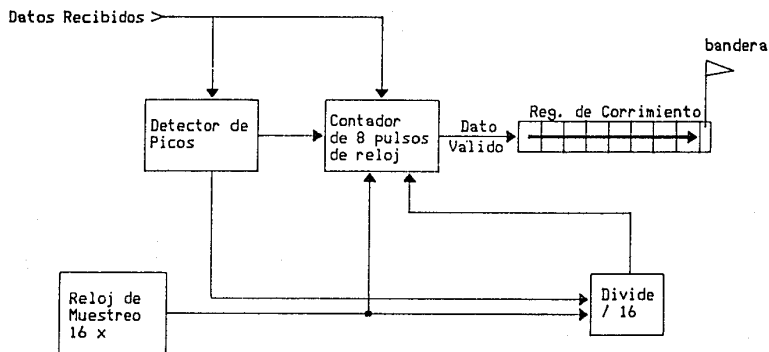 Datos Recibidos
bandera
Detector de
Picos
Contador
de 8 pulsos
de reloj
Dato
Valido
Reg. de Corrimiento
Reloj de
Muestreo
16 x
Divide
/ 16